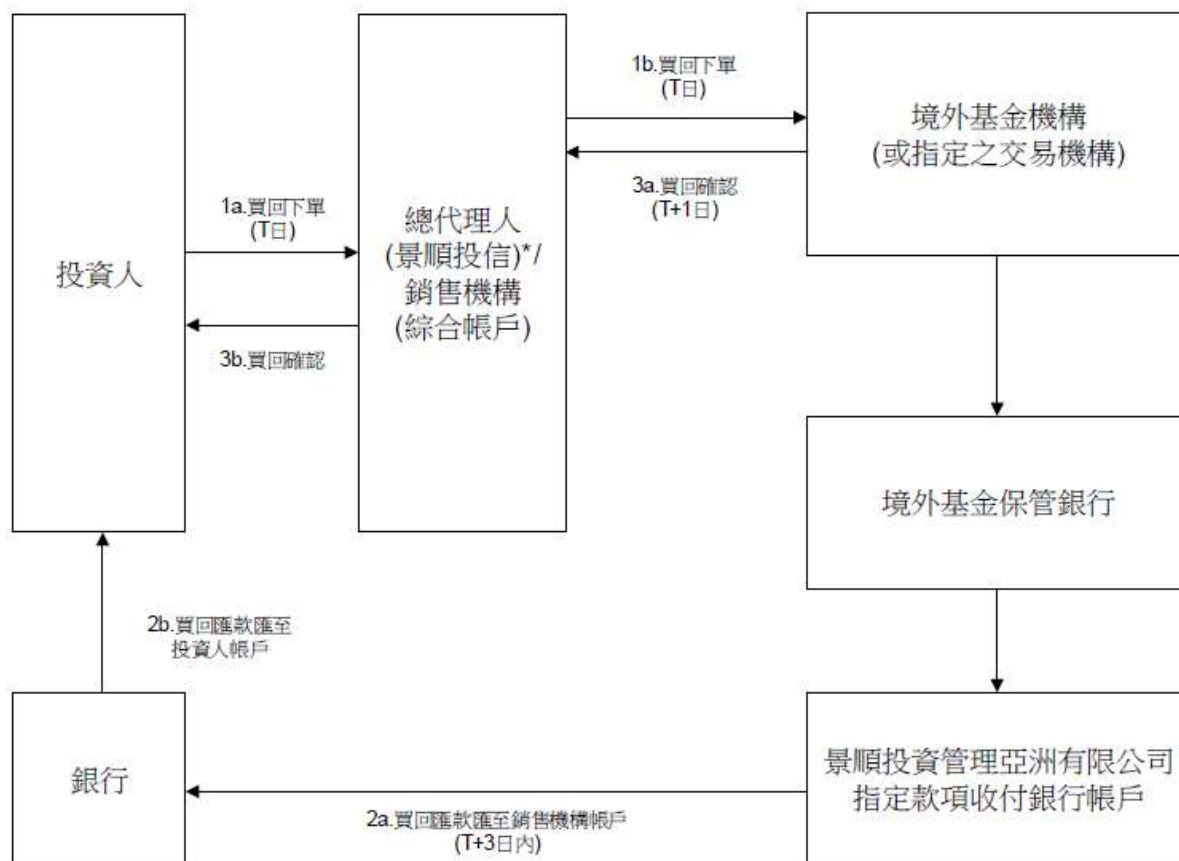 1b.買回下單
(T日)
境外基金機構
(或指定之交易機構)
3a.買回確認
(T+1日)
1a.買回下單
(T日)
總代理人
(景順投信)*/
銷售機構
(綜合帳戶)
投資人
3b.買回確認
境外基金保管銀行
2b.買回匯款匯至
投資人帳戶
銀行
景順投資管理亞洲有限公司
指定款項收付銀行帳戶
2a.買回匯款匯至銷售機構帳戶
(T+3日內)